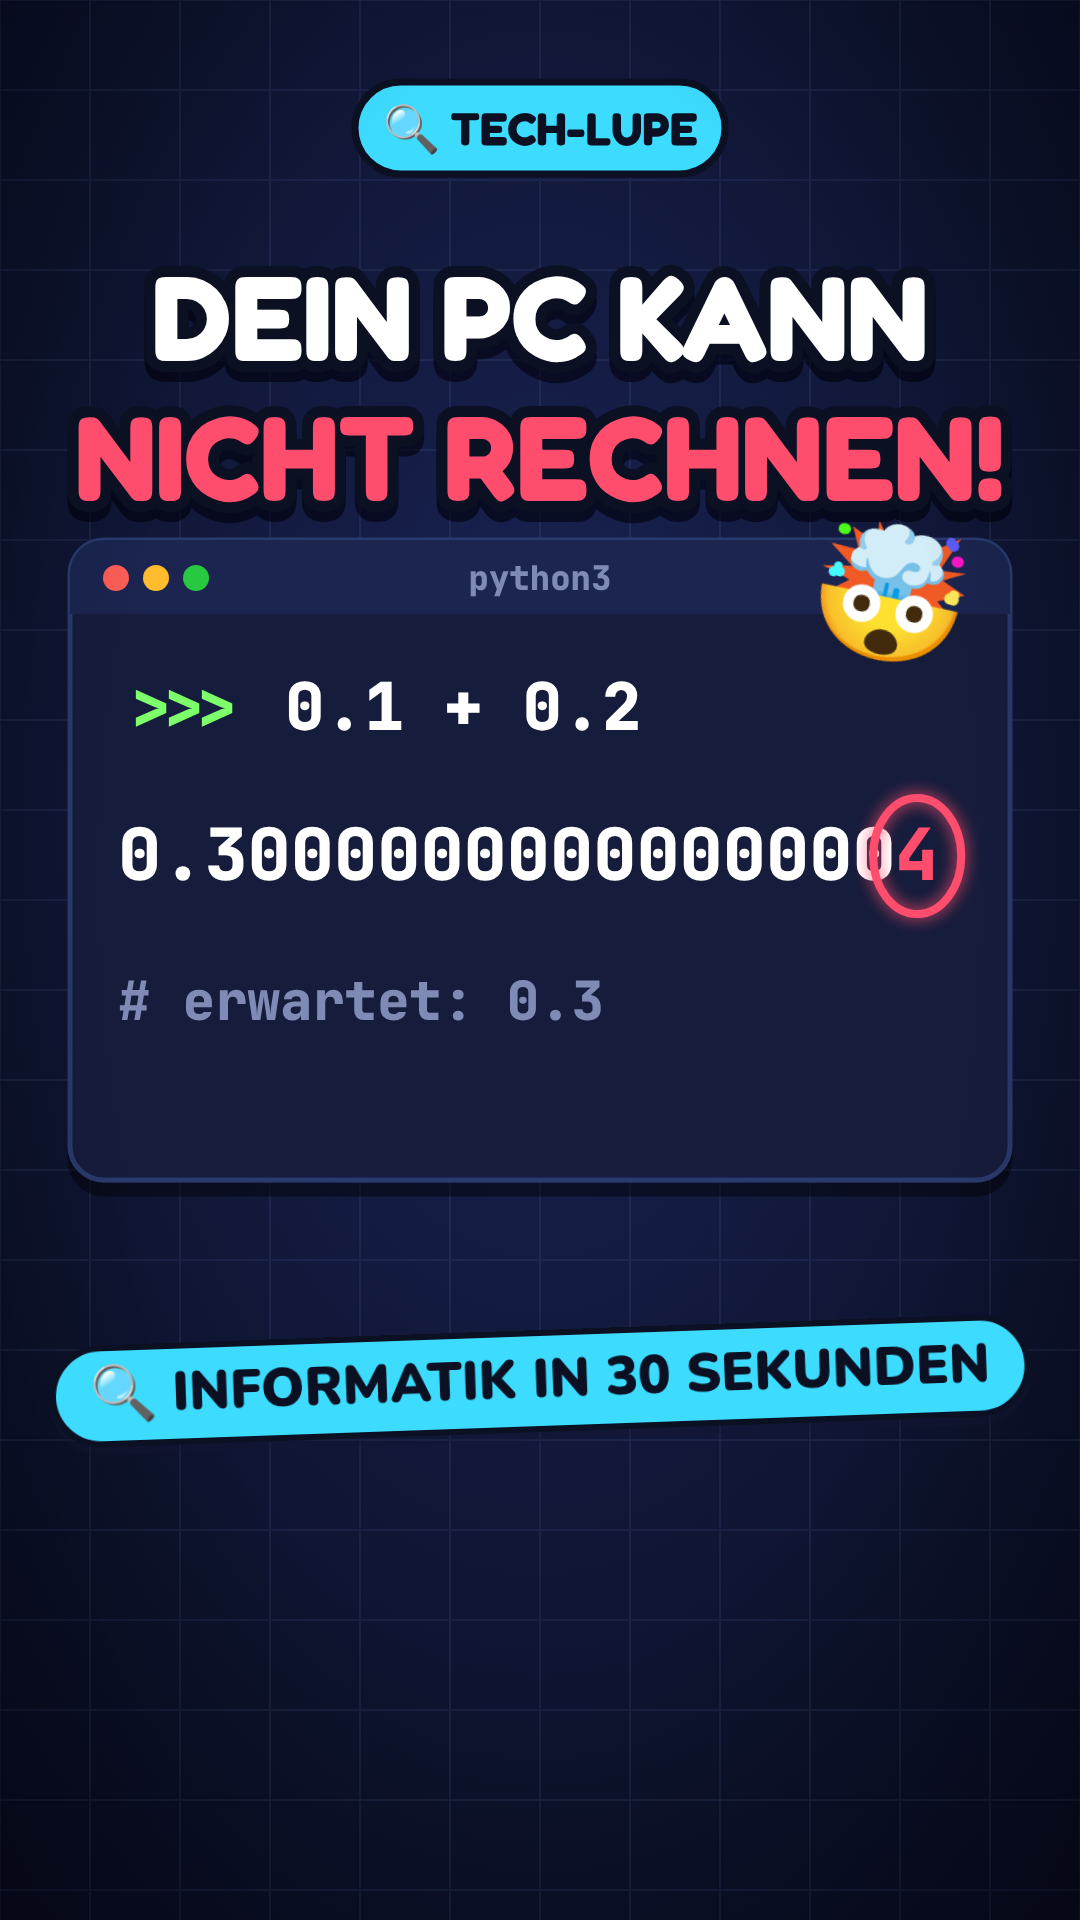 TECH-LUPE
DEIN PC KANN
NICHT RECHNEN!
python3
>>> 0.1 + 0.2
0.30000000000000004
# erwartet: 0.3
INFORMATIK IN 30 SEKUNDEN